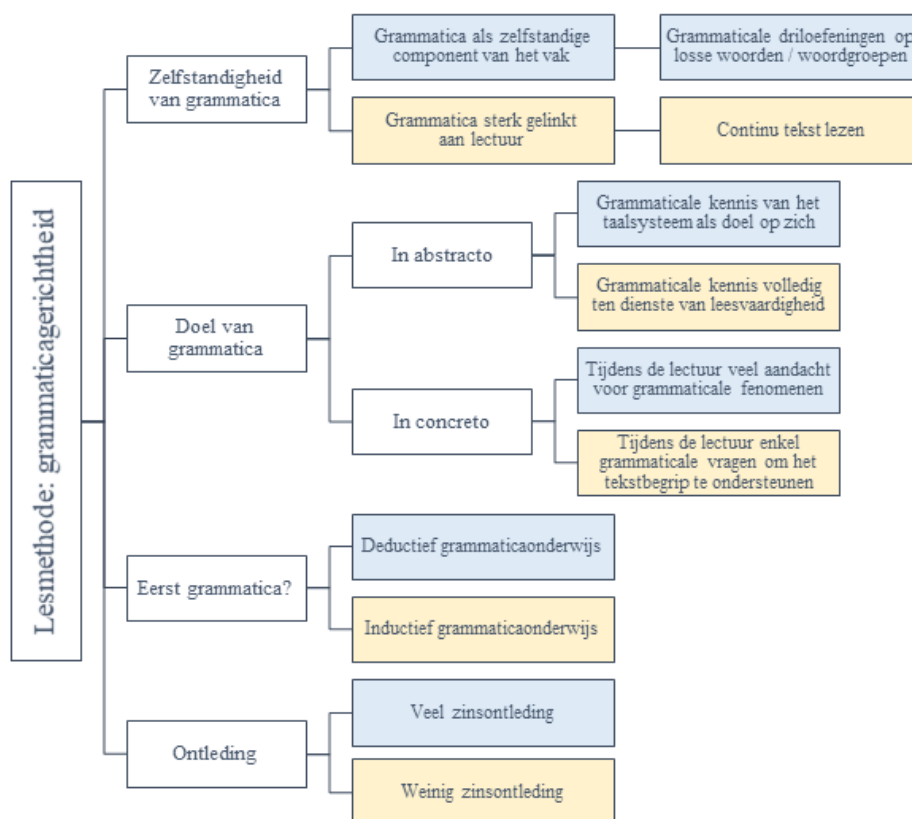 Lesmethode: grammaticagerichtheid
Zelfstandigheid
van grammatica
Grammatica als zelfstandige
component van het vak
Grammaticale driloefeningen op
losse woorden / woordgroepen
Grammatica sterk gelinkt
aan lectuur
Continu tekst lezen
Doel van
grammatica
In abstracto
Grammaticale kennis van het
taalsysteem als doel op zich
Grammaticale kennis volledig
ten dienste van leesvaardigheid
In concreto
Tijdens de lectuur veel aandacht
voor grammaticale fenomenen
Tijdens de lectuur enkel
grammaticale vragen om het
tekstbegrip te ondersteunen
Eerst grammatica?
Deductief grammaticaonderwijs
Inductief grammaticaonderwijs
Ontleding
Veel zinsontleding
Weinig zinsontleding